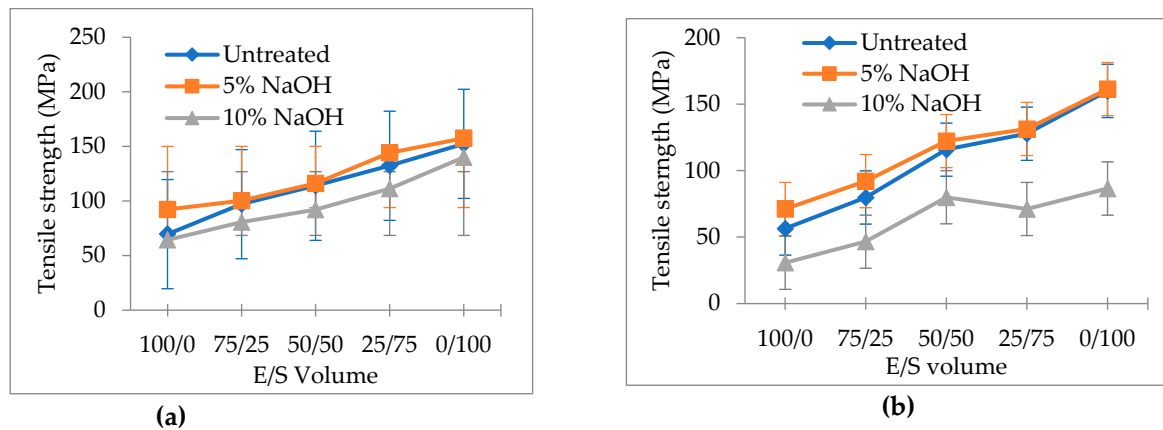 250
200
150
100
50
0
Tensile strength (MPa)
Untreated
5% NaOH
10% NaOH
100/0 75/25 50/50 25/75 0/100
E/S Volume
(a)
200
150
100
50
0
Tensile sterngth (MPa)
Untreated
5% NaOH
10% NaOH
100/0 75/25 50/50 25/75 0/100
E/S volume
(b)